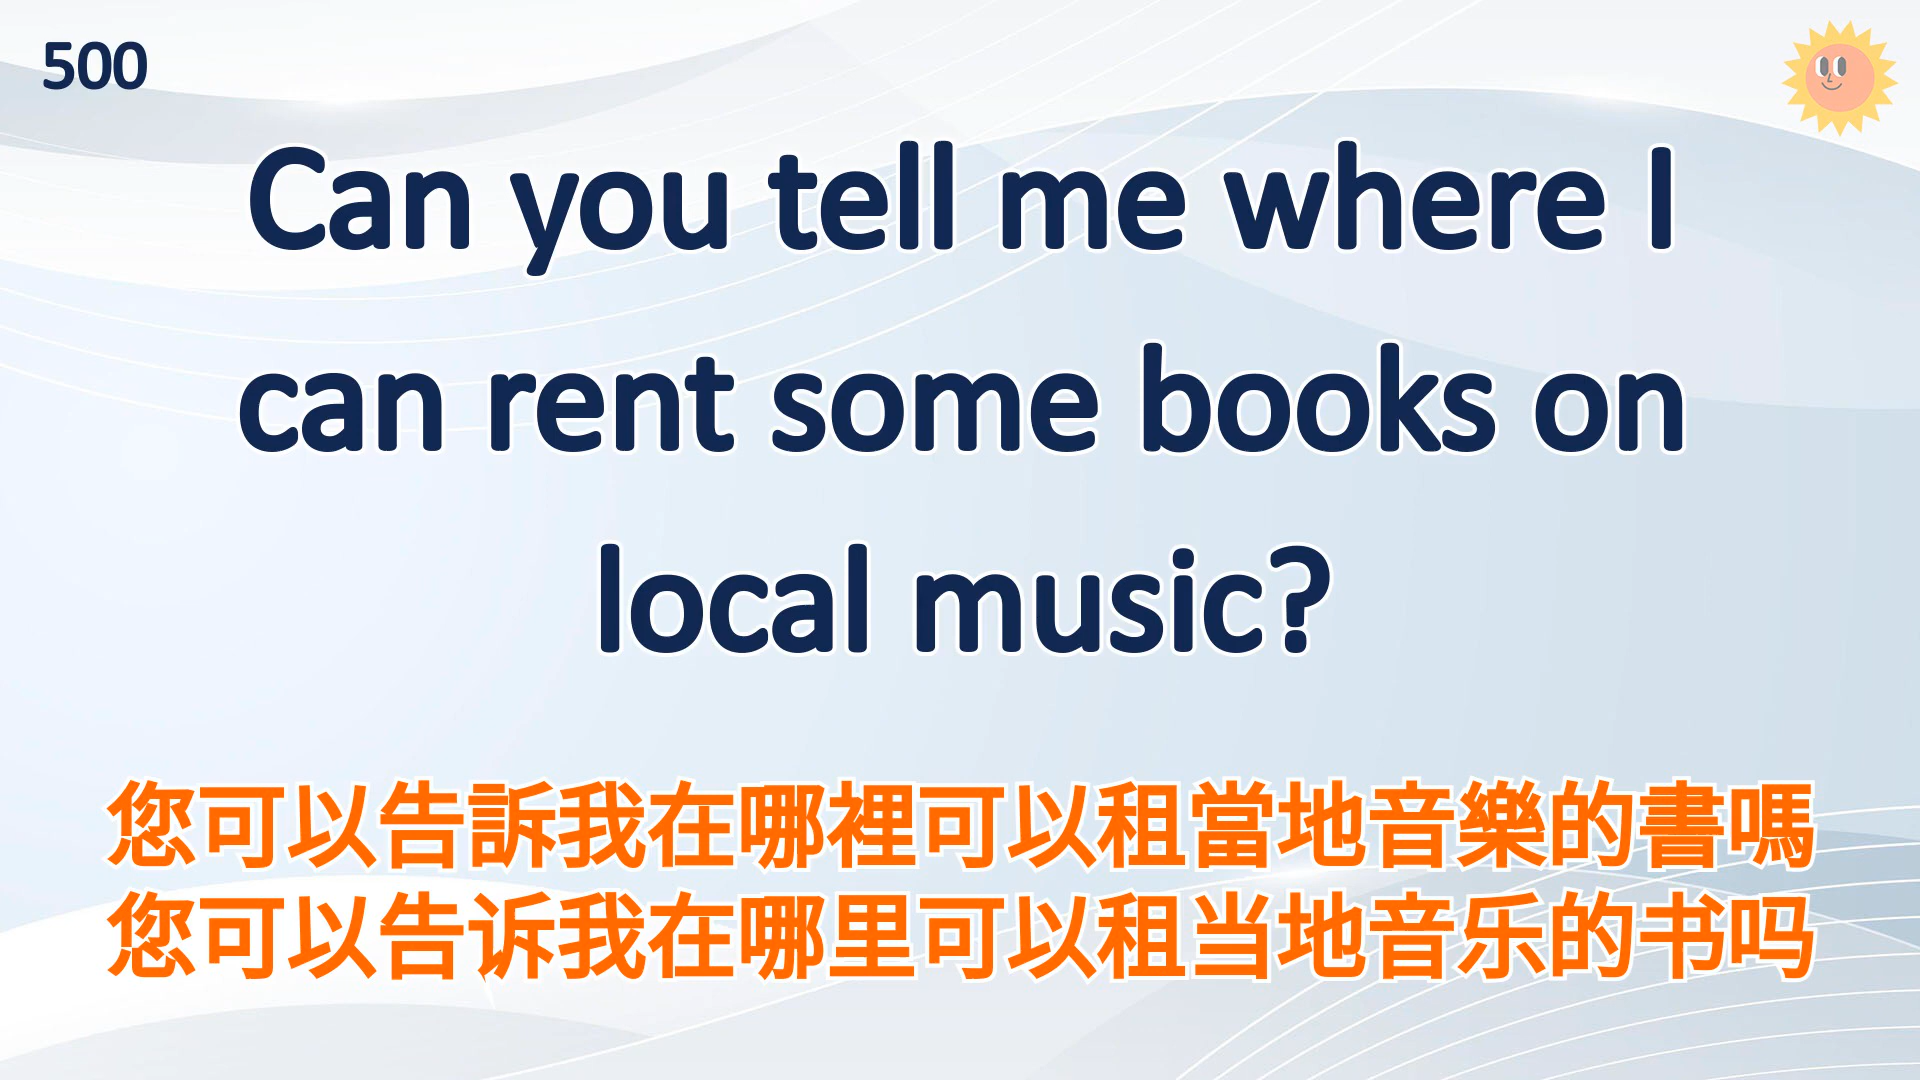 500
Can you tell me where I
can rent some books on
local music?
您可以告訴我在哪裡可以租當地音樂的書嗎
您可以告诉我在哪里可以租当地音乐的书吗